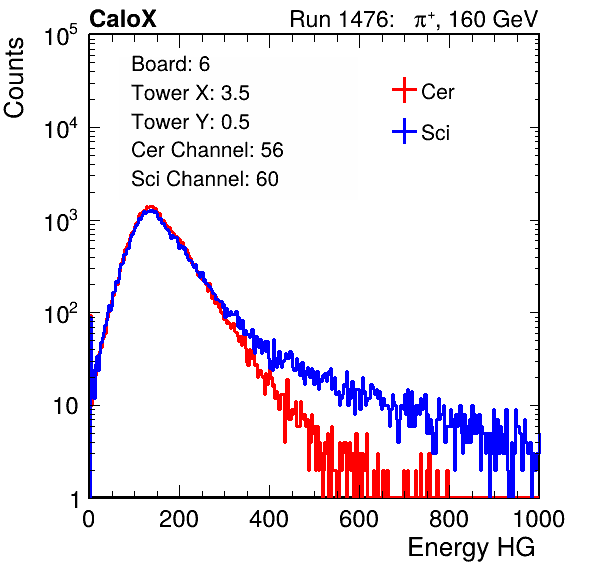 CaloX Run 1476: π⁺, 160 GeV
Board: 6
Tower X: 3.5
Tower Y: 0.5
Cer Channel: 56
Sci Channel: 60
Cer
Sci
Counts
10⁵
10⁴
10³
10²
10
1
0 200 400 600 800 1000
Energy HG